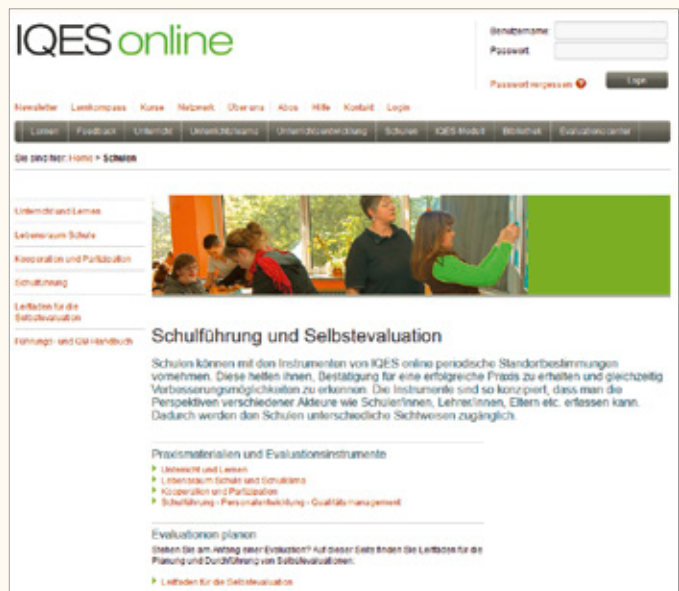 IQES online
Benutzername
Passwort
Passwort vergessen
Login
Newsletter Lernkompass Kurse Netzwerk Über uns Abos Hilfe Kontakt Login
Lernen Feedback Unterricht Unterrichtsteams Unterrichtsentwicklung Schulen IQES Modell Bibliothek Evaluationscenter
Sie sind hier: Home > Schulen
Unterricht und Lernen
Lebensraum Schule
Kooperation und Partizipation
Schulführung
Leitfaden für die
Selbstevaluation
Führungs- und QM-Handbuch
Schulführung und Selbstevaluation
Schulen können mit den Instrumenten von IQES online periodische Standortbestimmungen
vornehmen. Diese helfen ihnen, Bestätigung für eine erfolgreiche Praxis zu erhalten und gleichzeitig
Verbesserungsmöglichkeiten zu erkennen. Die Instrumente sind so konzipiert, dass man die
Perspektiven verschiedener Akteure wie Schüler/innen, Lehrer/innen, Eltern etc. erfassen kann.
Dadurch werden den Schulen unterschiedliche Sichtweisen zugänglich.
Praxismaterialien und Evaluationsinstrumente
Unterricht und Lernen
Lebensraum Schule und Schulklima
Kooperation und Partizipation
Schulführung - Personalentwicklung - Qualitätsmanagement
Evaluationen planen
Stehen Sie am Anfang einer Evaluation? Auf dieser Seite finden Sie Leitfäden für die
Planung und Durchführung von Selbstevaluationen.
Leitfaden für die Selbstevaluation